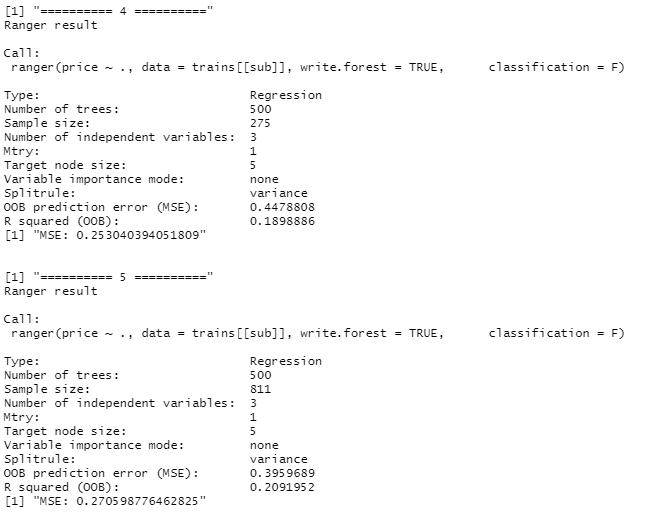 [1] "========== 4 =========="
Ranger result
Call:
ranger(price ~ ., data = trains[[sub]], write.forest = TRUE, classification = F)
Type: Regression
Number of trees: 500
Sample size: 275
Number of independent variables: 3
Mtry: 1
Target node size: 5
Variable importance mode: none
Splitrule: variance
OOB prediction error (MSE): 0.4478808
R squared (OOB): 0.1898886
[1] "MSE: 0.253040394051809"
[1] "========== 5 =========="
Ranger result
Call:
ranger(price ~ ., data = trains[[sub]], write.forest = TRUE, classification = F)
Type: Regression
Number of trees: 500
Sample size: 811
Number of independent variables: 3
Mtry: 1
Target node size: 5
Variable importance mode: none
Splitrule: variance
OOB prediction error (MSE): 0.3959689
R squared (OOB): 0.2091952
[1] "MSE: 0.270598776462825"